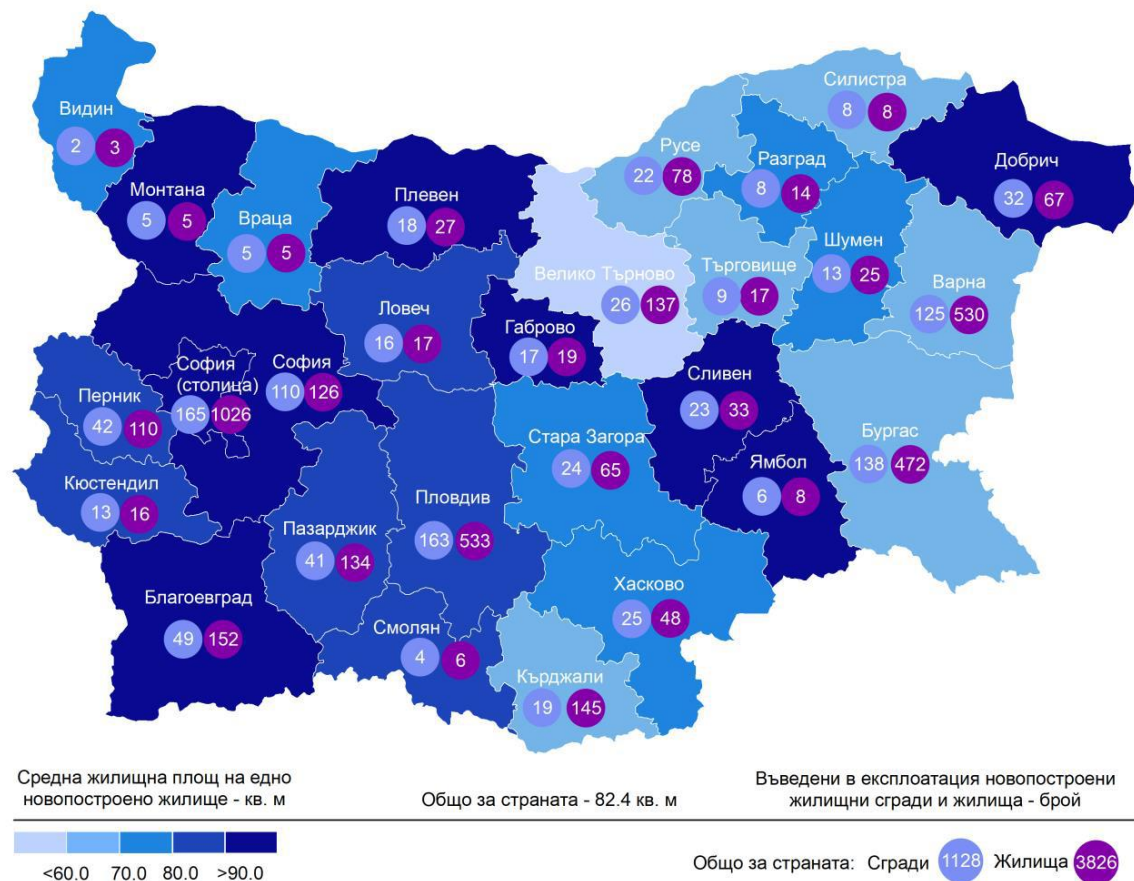 Силистра
8 8
Видин
2 3
Русе
22 78
Разград
8 14
Добрич
32 67
Монтана
5 5
Плевен
18 27
Враца
5 5
Шумен
13 25
Велико Търново
26 137
Търговище
9 17
Варна
125 530
Ловеч
16 17
Габрово
17 19
София
(столица)
165 1026
София
110 126
Перник
42 110
Сливен
23 33
Стара Загора
24 65
Бургас
138 472
Ямбол
6 8
Кюстендил
13 16
Пловдив
163 533
Пазарджик
41 134
Хасково
25 48
Благоевград
49 152
Смолян
4 6
Кърджали
19 145
Средна жилищна площ на едно
новопостроено жилище - кв. м
Общо за страната - 82.4 кв. м
Въведени в експлоатация новопостроени
жилищни сгради и жилища - брой
<60.0 70.0 80.0 >90.0
Общо за страната: Сгради 1128 Жилища 3826